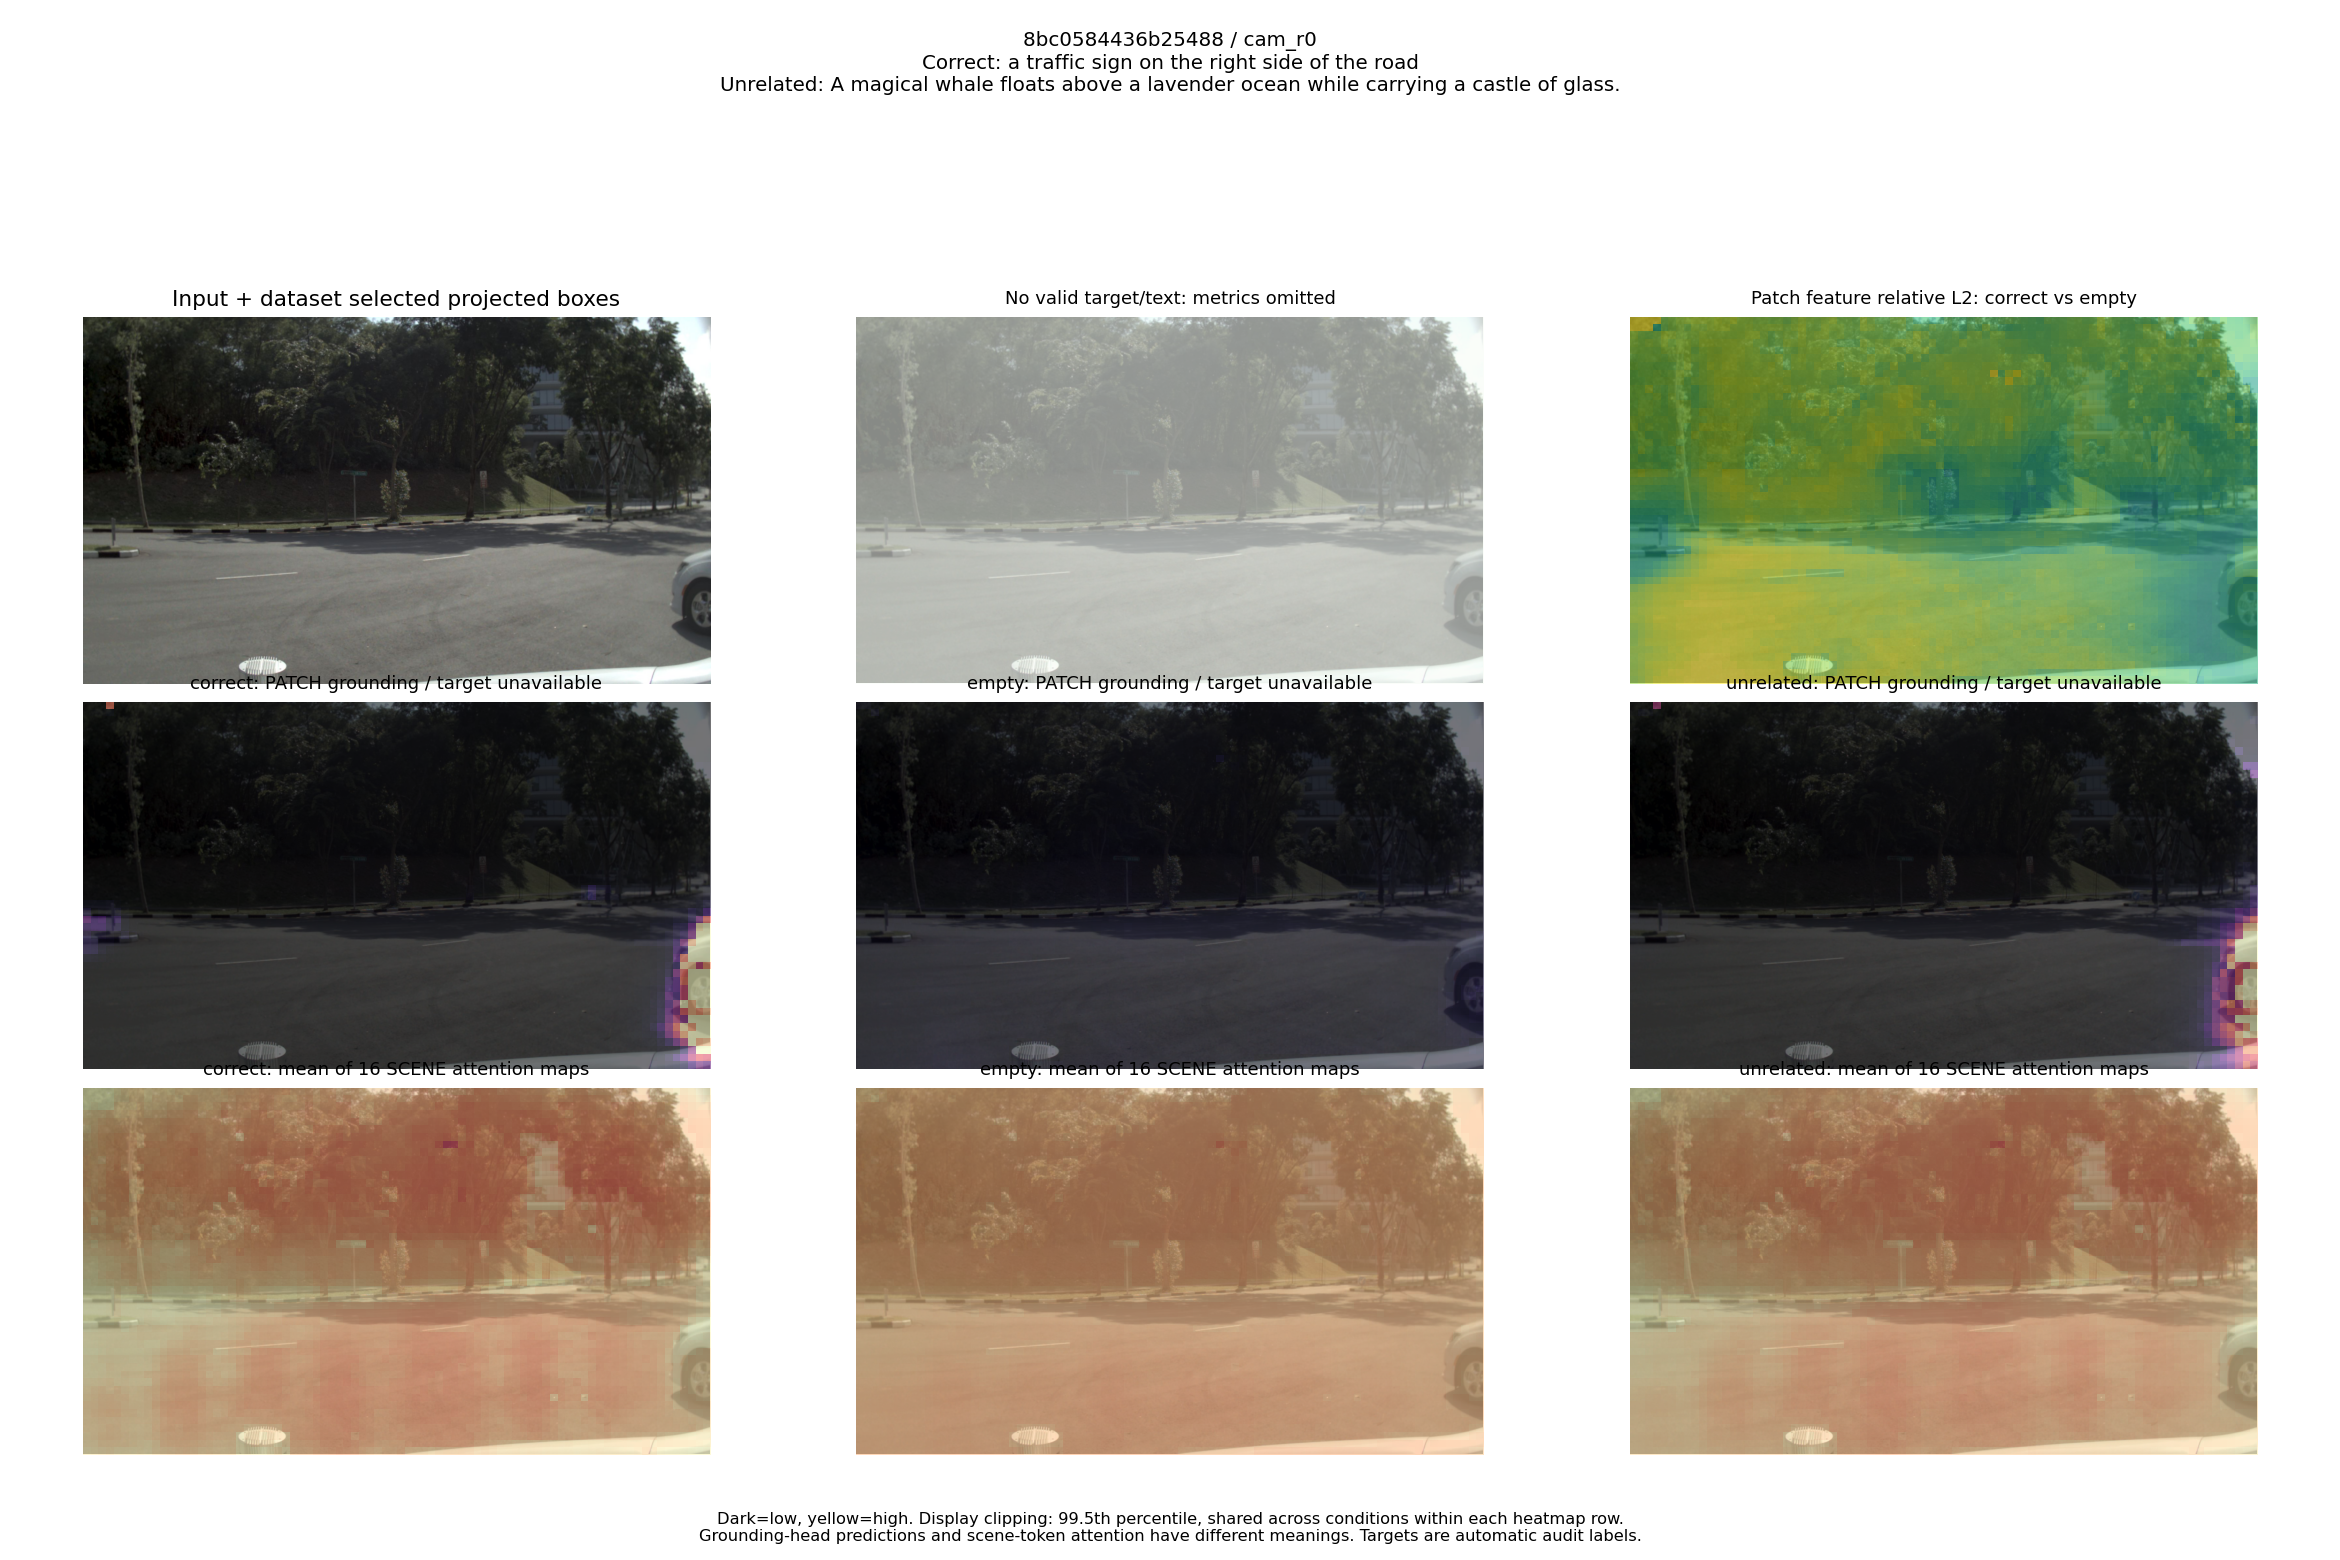 8bc0584436b25488 / cam_r0
Correct: a traffic sign on the right side of the road
Unrelated: A magical whale floats above a lavender ocean while carrying a castle of glass.
Input + dataset selected projected boxes
No valid target/text: metrics omitted
Patch feature relative L2: correct vs empty
correct: PATCH grounding / target unavailable
empty: PATCH grounding / target unavailable
unrelated: PATCH grounding / target unavailable
correct: mean of 16 SCENE attention maps
empty: mean of 16 SCENE attention maps
unrelated: mean of 16 SCENE attention maps
Dark=low, yellow=high. Display clipping: 99.5th percentile, shared across conditions within each heatmap row.
Grounding-head predictions and scene-token attention have different meanings. Targets are automatic audit labels.